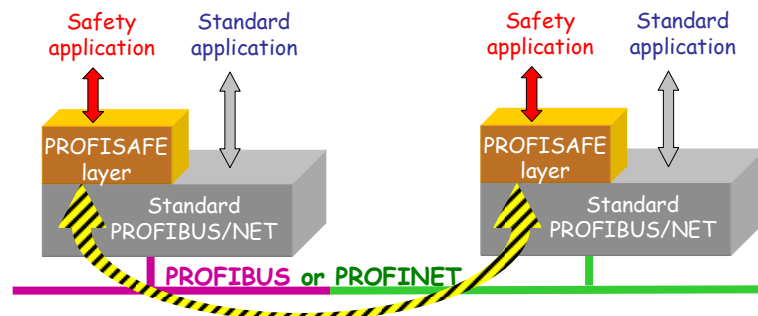 Safety
application
Standard
application
PROFISAFE
layer
Standard
PROFIBUS/NET
Safety
application
Standard
application
PROFISAFE
layer
Standard
PROFIBUS/NET
PROFIBUS or PROFINET